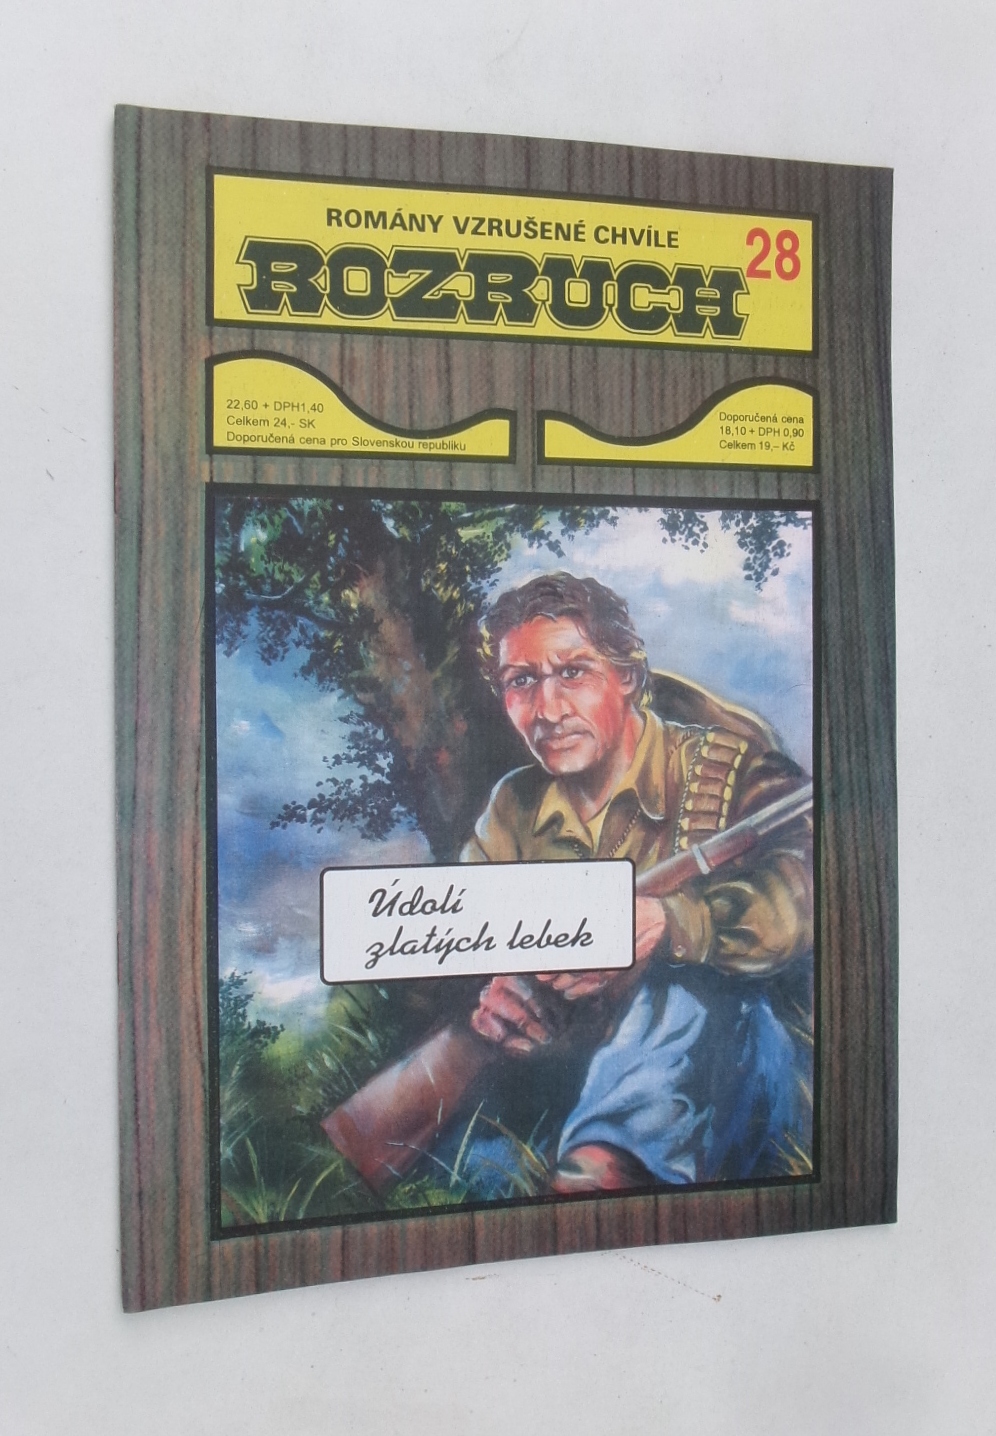 ROMÁNY VZRUŠENÉ CHVÍLE
ROZRUCH
28
22,60 + DPH1,40
Celkem 24,- SK
Doporučená cena pro Slovenskou republiku
Doporučená cena
18,10 + DPH 0,90
Celkem 19,– Kč
Údolí
zlatých lebek